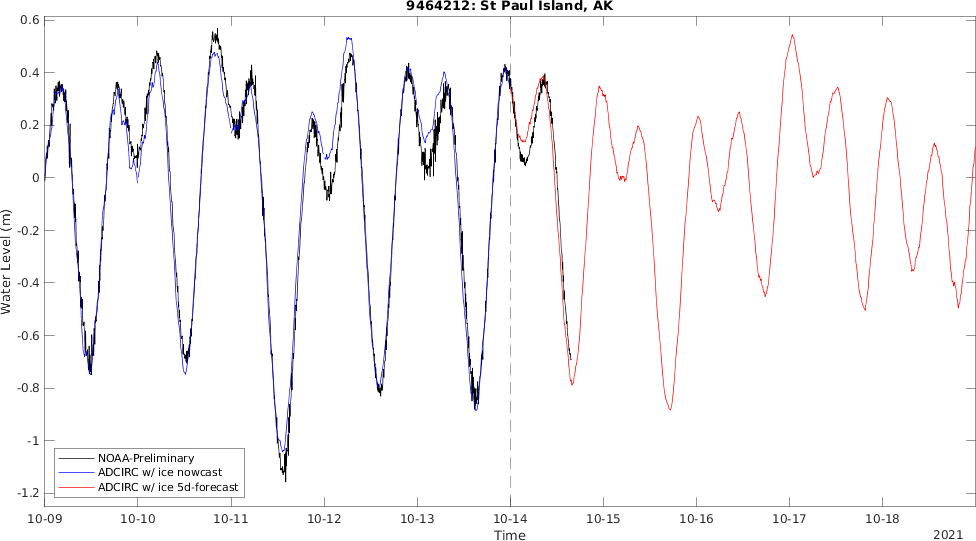 9464212: St Paul Island, AK
0.6
0.4
0.2
0
-0.2
-0.4
-0.6
-0.8
-1
-1.2
Water Level (m)
NOAA-Preliminary
ADCIRC w/ ice nowcast
ADCIRC w/ ice 5d-forecast
10-09 10-10 10-11 10-12 10-13 10-14 10-15 10-16 10-17 10-18
Time
2021